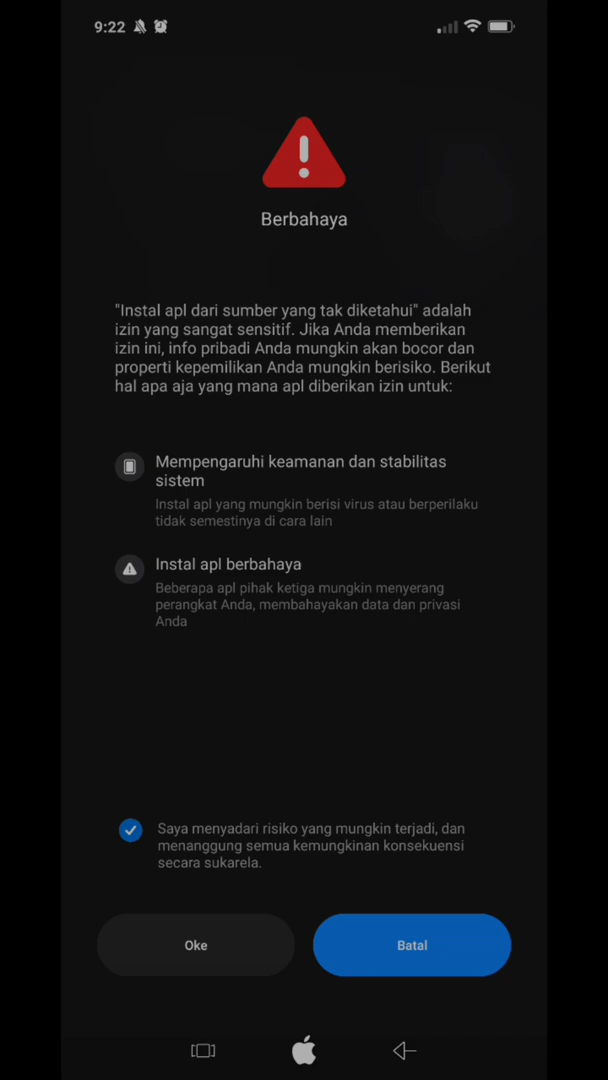 9:22
Berbahaya
"Instal apl dari sumber yang tak diketahui" adalah
izin yang sangat sensitif. Jika Anda memberikan
izin ini, info pribadi Anda mungkin akan bocor dan
properti kepemilikan Anda mungkin berisiko. Berikut
hal apa aja yang mana apl diberikan izin untuk:
Mempengaruhi keamanan dan stabilitas
sistem
Instal apl yang mungkin berisi virus atau berperilaku
tidak semestinya di cara lain
Instal apl berbahaya
Beberapa apl pihak ketiga mungkin menyerang
perangkat Anda, membahayakan data dan privasi
Anda
Saya menyadari risiko yang mungkin terjadi, dan
menanggung semua kemungkinan konsekuensi
secara sukarela.
Oke
Batal